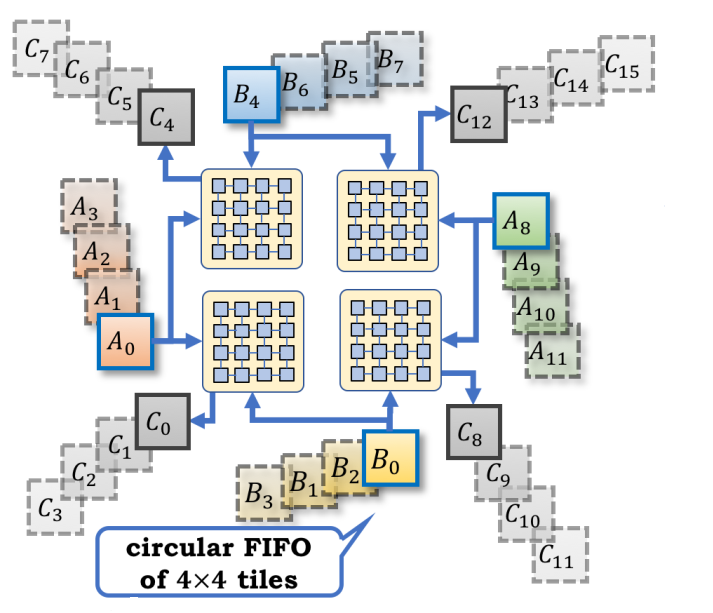 C₇
C₆
C₅
C₄
B₄
B₆
B₅
B₇
C₁₂
C₁₃
C₁₄
C₁₅
A₃
A₂
A₁
A₀
A₈
A₉
A₁₀
A₁₁
C₀
C₁
C₂
C₃
B₃
B₁
B₂
B₀
C₈
C₉
C₁₀
C₁₁
circular FIFO
of 4×4 tiles